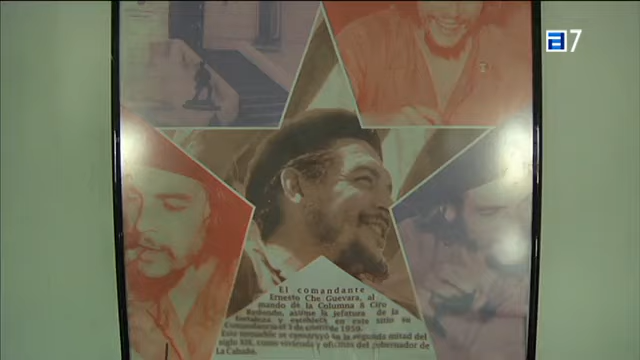 a7
El comandante
Ernesto Che Guevara, al
mando de la Columna 8 Ciro
Redondo, asume la jefatura de la
fortaleza y establece en este sitio su
Comandancia el 3 de enero de 1959.
Este inmueble se construyó en la segunda mitad del
siglo XIX, como vivienda y oficinas del gobernador de
La Cabaña.